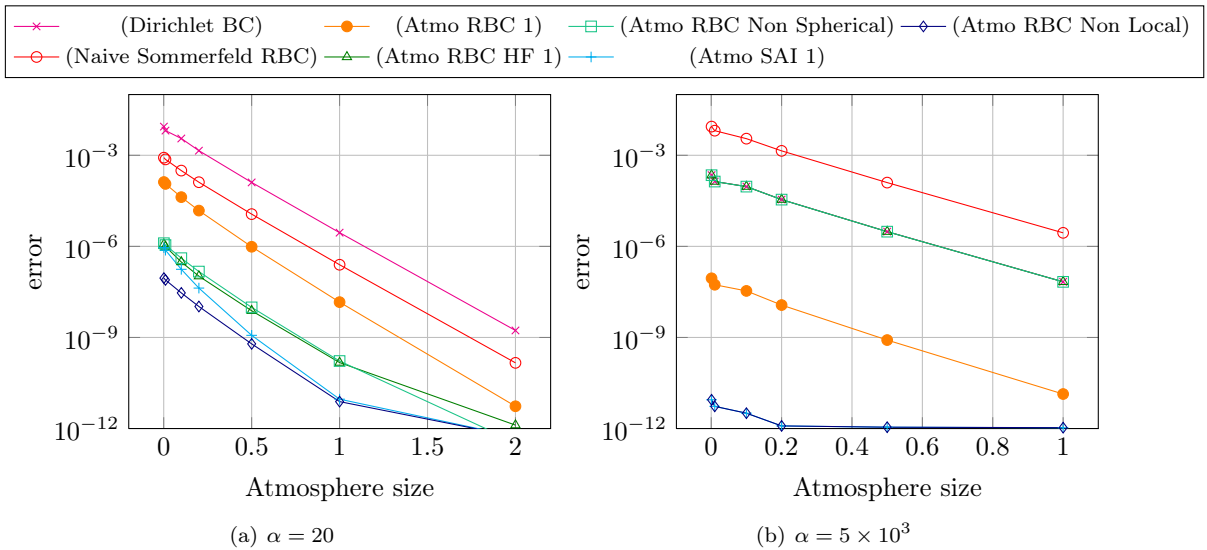 (Dirichlet BC) (Atmo RBC 1) (Atmo RBC Non Spherical) (Atmo RBC Non Local)
(Naive Sommerfeld RBC) (Atmo RBC HF 1) (Atmo SAI 1)
10^{-3}
10^{-6}
10^{-9}
10^{-12}
error
0 0.5 1 1.5 2
Atmosphere size
(a) α = 20
10^{-3}
10^{-6}
10^{-9}
10^{-12}
error
0 0.2 0.4 0.6 0.8 1
Atmosphere size
(b) α = 5 × 10^3